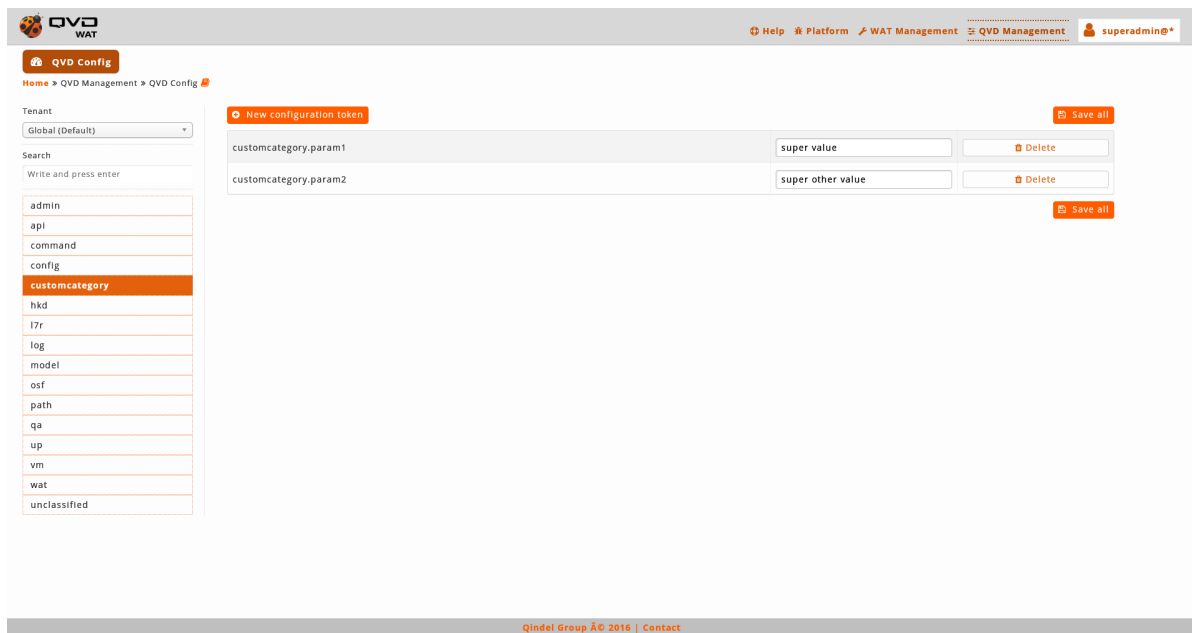 QVD
WAT
Help Platform WAT Management QVD Management superadmin@*
QVD Config
Home » QVD Management » QVD Config
Tenant
Global (Default)
Search
Write and press enter
admin
api
command
config
customcategory
hkd
l7r
log
model
osf
path
qa
up
vm
wat
unclassified
New configuration token Save all
customcategory.param1 super value Delete
customcategory.param2 super other value Delete
Save all
Qindel Group Â© 2016 | Contact